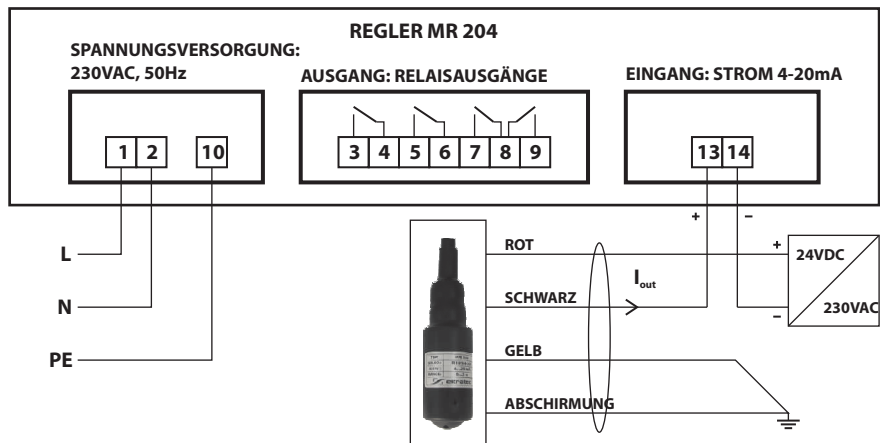 REGLER MR 204
SPANNUNGSVERSORGUNG:
230VAC, 50Hz
AUSGANG: RELAISAUSGÄNGE
EINGANG: STROM 4-20mA
1 2 10
3 4 5 6 7 8 9
13 14
+ −
L
N
PE
ROT
SCHWARZ
I out
GELB
ABSCHIRMUNG
+
24VDC
230VAC
−